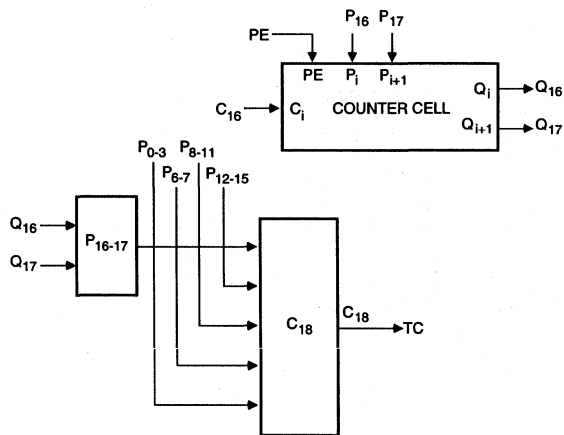 P16 P17
PE
PE Pi Pi+1
Qi Q16
C16 Ci COUNTER CELL
Qi+1 Q17
P0-3 P8-11
P6-7 P12-15
Q16
P16-17
Q17
C18 C18 TC